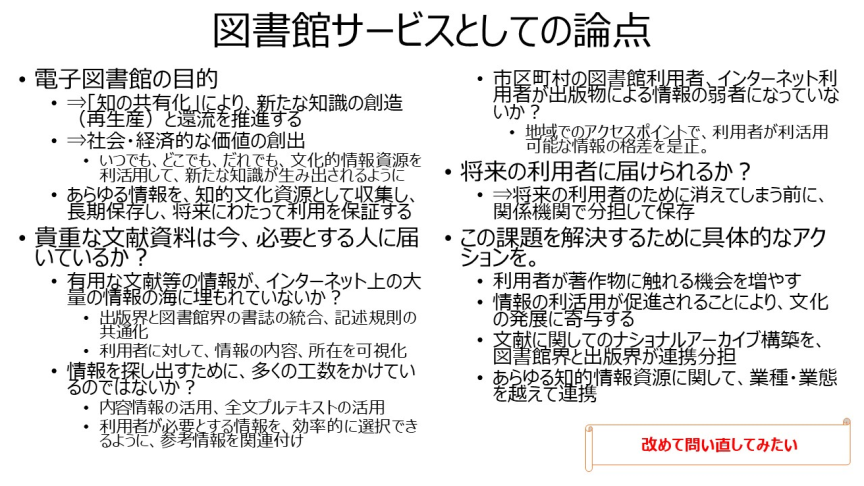 図書館サービスとしての論点
• 電子図書館の目的
• ⇒「知の共有化」により、新たな知識の創造
（再生産）と還流を推進する
• ⇒社会・経済的な価値の創出
• いつでも、どこでも、だれでも、文化的情報資源を
利活用して、新たな知識が生み出されるように
• あらゆる情報を、知的文化資源として収集し、
長期保存し、将来にわたって利用を保証する
• 貴重な文献資料は今、必要とする人に届
いているか？
• 有用な文献等の情報が、インターネット上の大
量の情報の海に埋もれていないか？
• 出版界と図書館界の書誌の統合、記述規則の
共通化
• 利用者に対して、情報の内容、所在を可視化
• 情報を探し出すために、多くの工数をかけてい
るのではないか？
• 内容情報の活用、全文プルテキストの活用
• 利用者が必要とする情報を、効率的に選択でき
るように、参考情報を関連付け
• 市区町村の図書館利用者、インターネット利
用者が出版物による情報の弱者になっていな
いか？
• 地域でのアクセスポイントで、利用者が利活用
可能な情報の格差を是正。
• 将来の利用者に届けられるか？
• ⇒将来の利用者のために消えてしまう前に、
関係機関で分担して保存
• この課題を解決するために具体的なアク
ションを。
• 利用者が著作物に触れる機会を増やす
• 情報の利活用が促進されることにより、文化
の発展に寄与する
• 文献に関してのナショナルアーカイブ構築を、
図書館界と出版界が連携分担
• あらゆる知的情報資源に関して、業種・業態
を越えて連携
改めて問い直してみたい